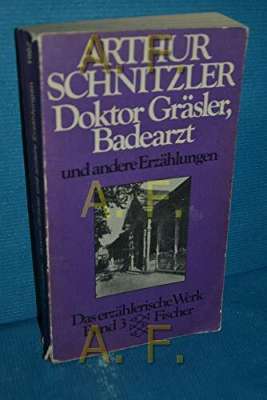 ARTHUR
SCHNITZLER
Doktor Gräsler,
Badearzt
und andere Erzählungen
Das erzählerische Werk
Band 3 Fischer
A. F.
A. F.
A. F.
A. F.